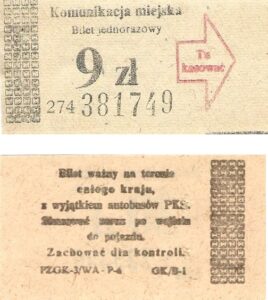 Komunikacja miejska
Bilet jednorazowy
9 zł
Tu
kasować
274 381749
Bilet ważny na terenie
całego kraju,
z wyjątkiem autobusów PKS.
Skasować zaraz po wejściu
do pojazdu.
Zachować dla kontroli.
PZGK-3/WA - P-6 GK/B-1